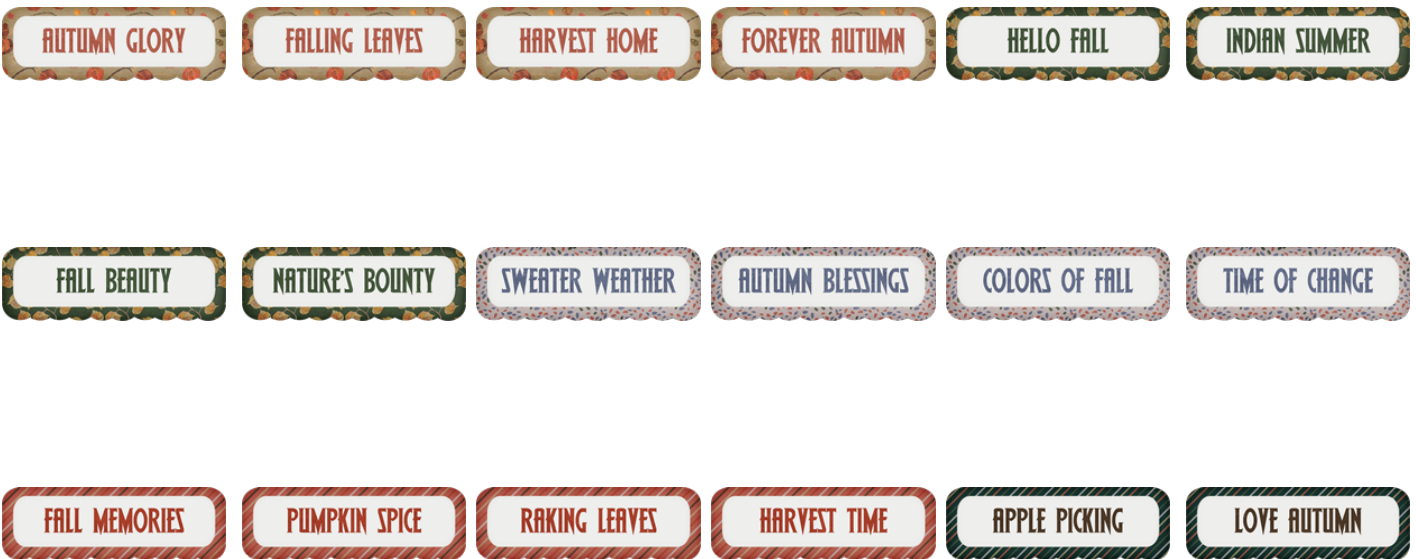 AUTUMN GLORY
FALLING LEAVES
HARVEST HOME
FOREVER AUTUMN
HELLO FALL
INDIAN SUMMER
FALL BEAUTY
NATURE'S BOUNTY
SWEATER WEATHER
AUTUMN BLESSINGS
COLORS OF FALL
TIME OF CHANGE
FALL MEMORIES
PUMPKIN SPICE
RAKING LEAVES
HARVEST TIME
APPLE PICKING
LOVE AUTUMN